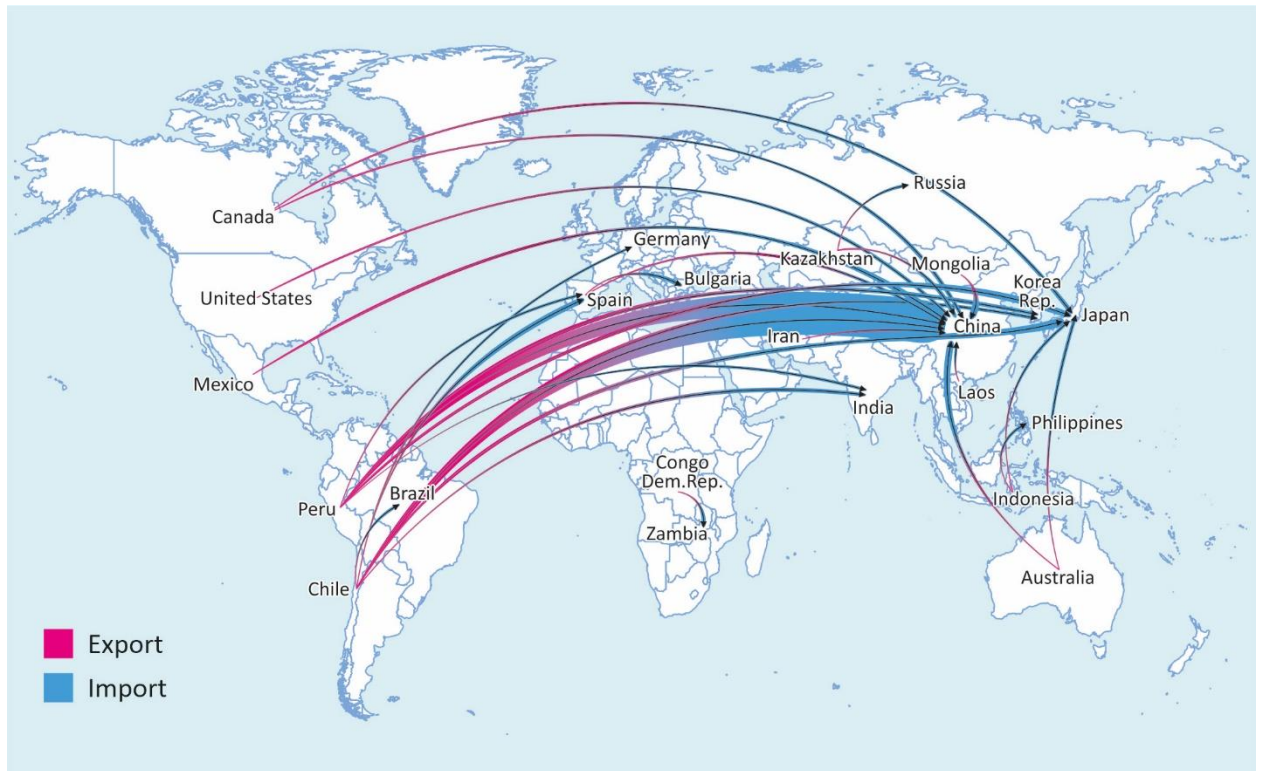 Russia
Canada
Germany
Kazakhstan
Mongolia
Bulgaria
Korea
Rep.
United States
Spain
Japan
China
Iran
Mexico
Laos
India
Philippines
Congo
Dem.Rep.
Brazil
Indonesia
Peru
Zambia
Australia
Chile
Export
Import